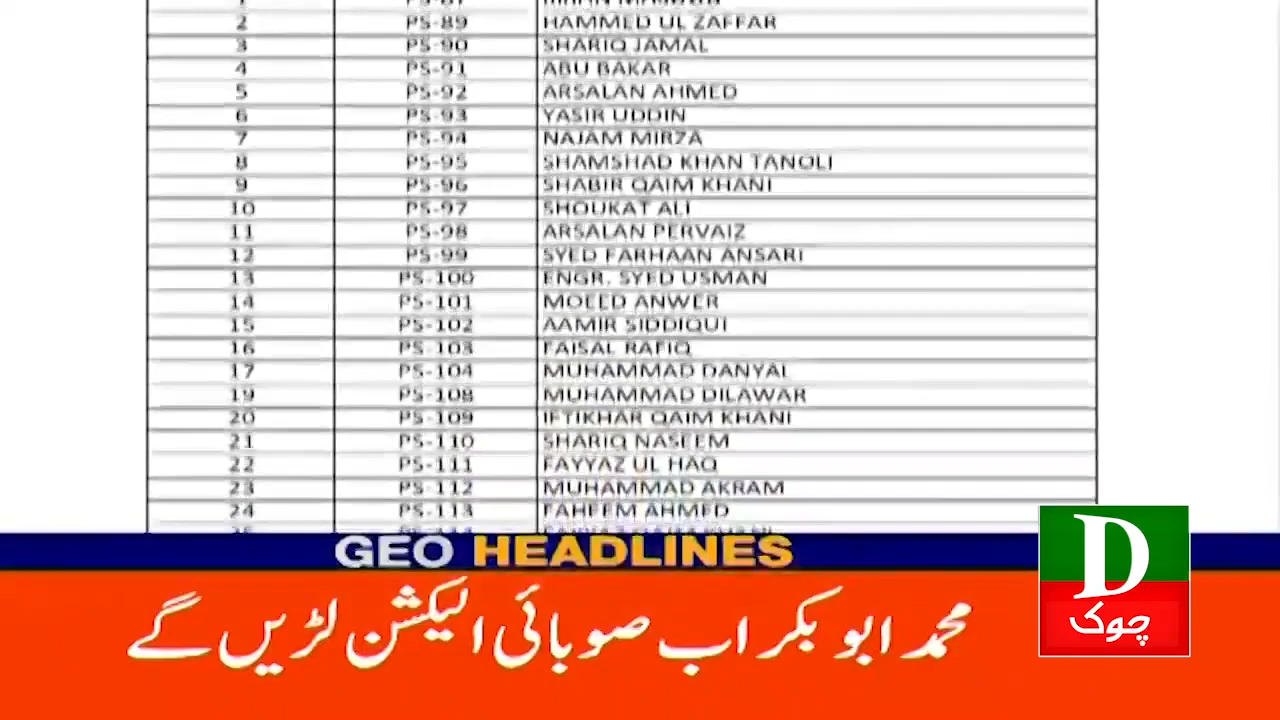 2 PS-89 HAMMED UL ZAFFAR
3 PS-90 SHARIQ JAMAL
4 PS-91 ABU BAKAR
5 PS-92 ARSALAN AHMED
6 PS-93 YASIR UDDIN
7 PS-94 NAJAM MIRZA
8 PS-95 SHAMSHAD KHAN TANOLI
9 PS-96 SHABIR QAIM KHANI
10 PS-97 SHOUKAT ALI
11 PS-98 ARSALAN PERVAIZ
12 PS-99 SYED FARHAAN ANSARI
13 PS-100 ENGR. SYED USMAN
14 PS-101 MOEED ANWER
15 PS-102 AAMIR SIDDIQUI
16 PS-103 FAISAL RAFIQ
17 PS-104 MUHAMMAD DANYAL
19 PS-108 MUHAMMAD DILAWAR
20 PS-109 IFTIKHAR QAIM KHANI
21 PS-110 SHARIQ NASEEM
22 PS-111 FAYYAZ UL HAQ
23 PS-112 MUHAMMAD AKRAM
24 PS-113 FAHEEM AHMED
GEO HEADLINES
محمد ابوبکر اب صوبائی الیکشن لڑیں گے
D
چوک